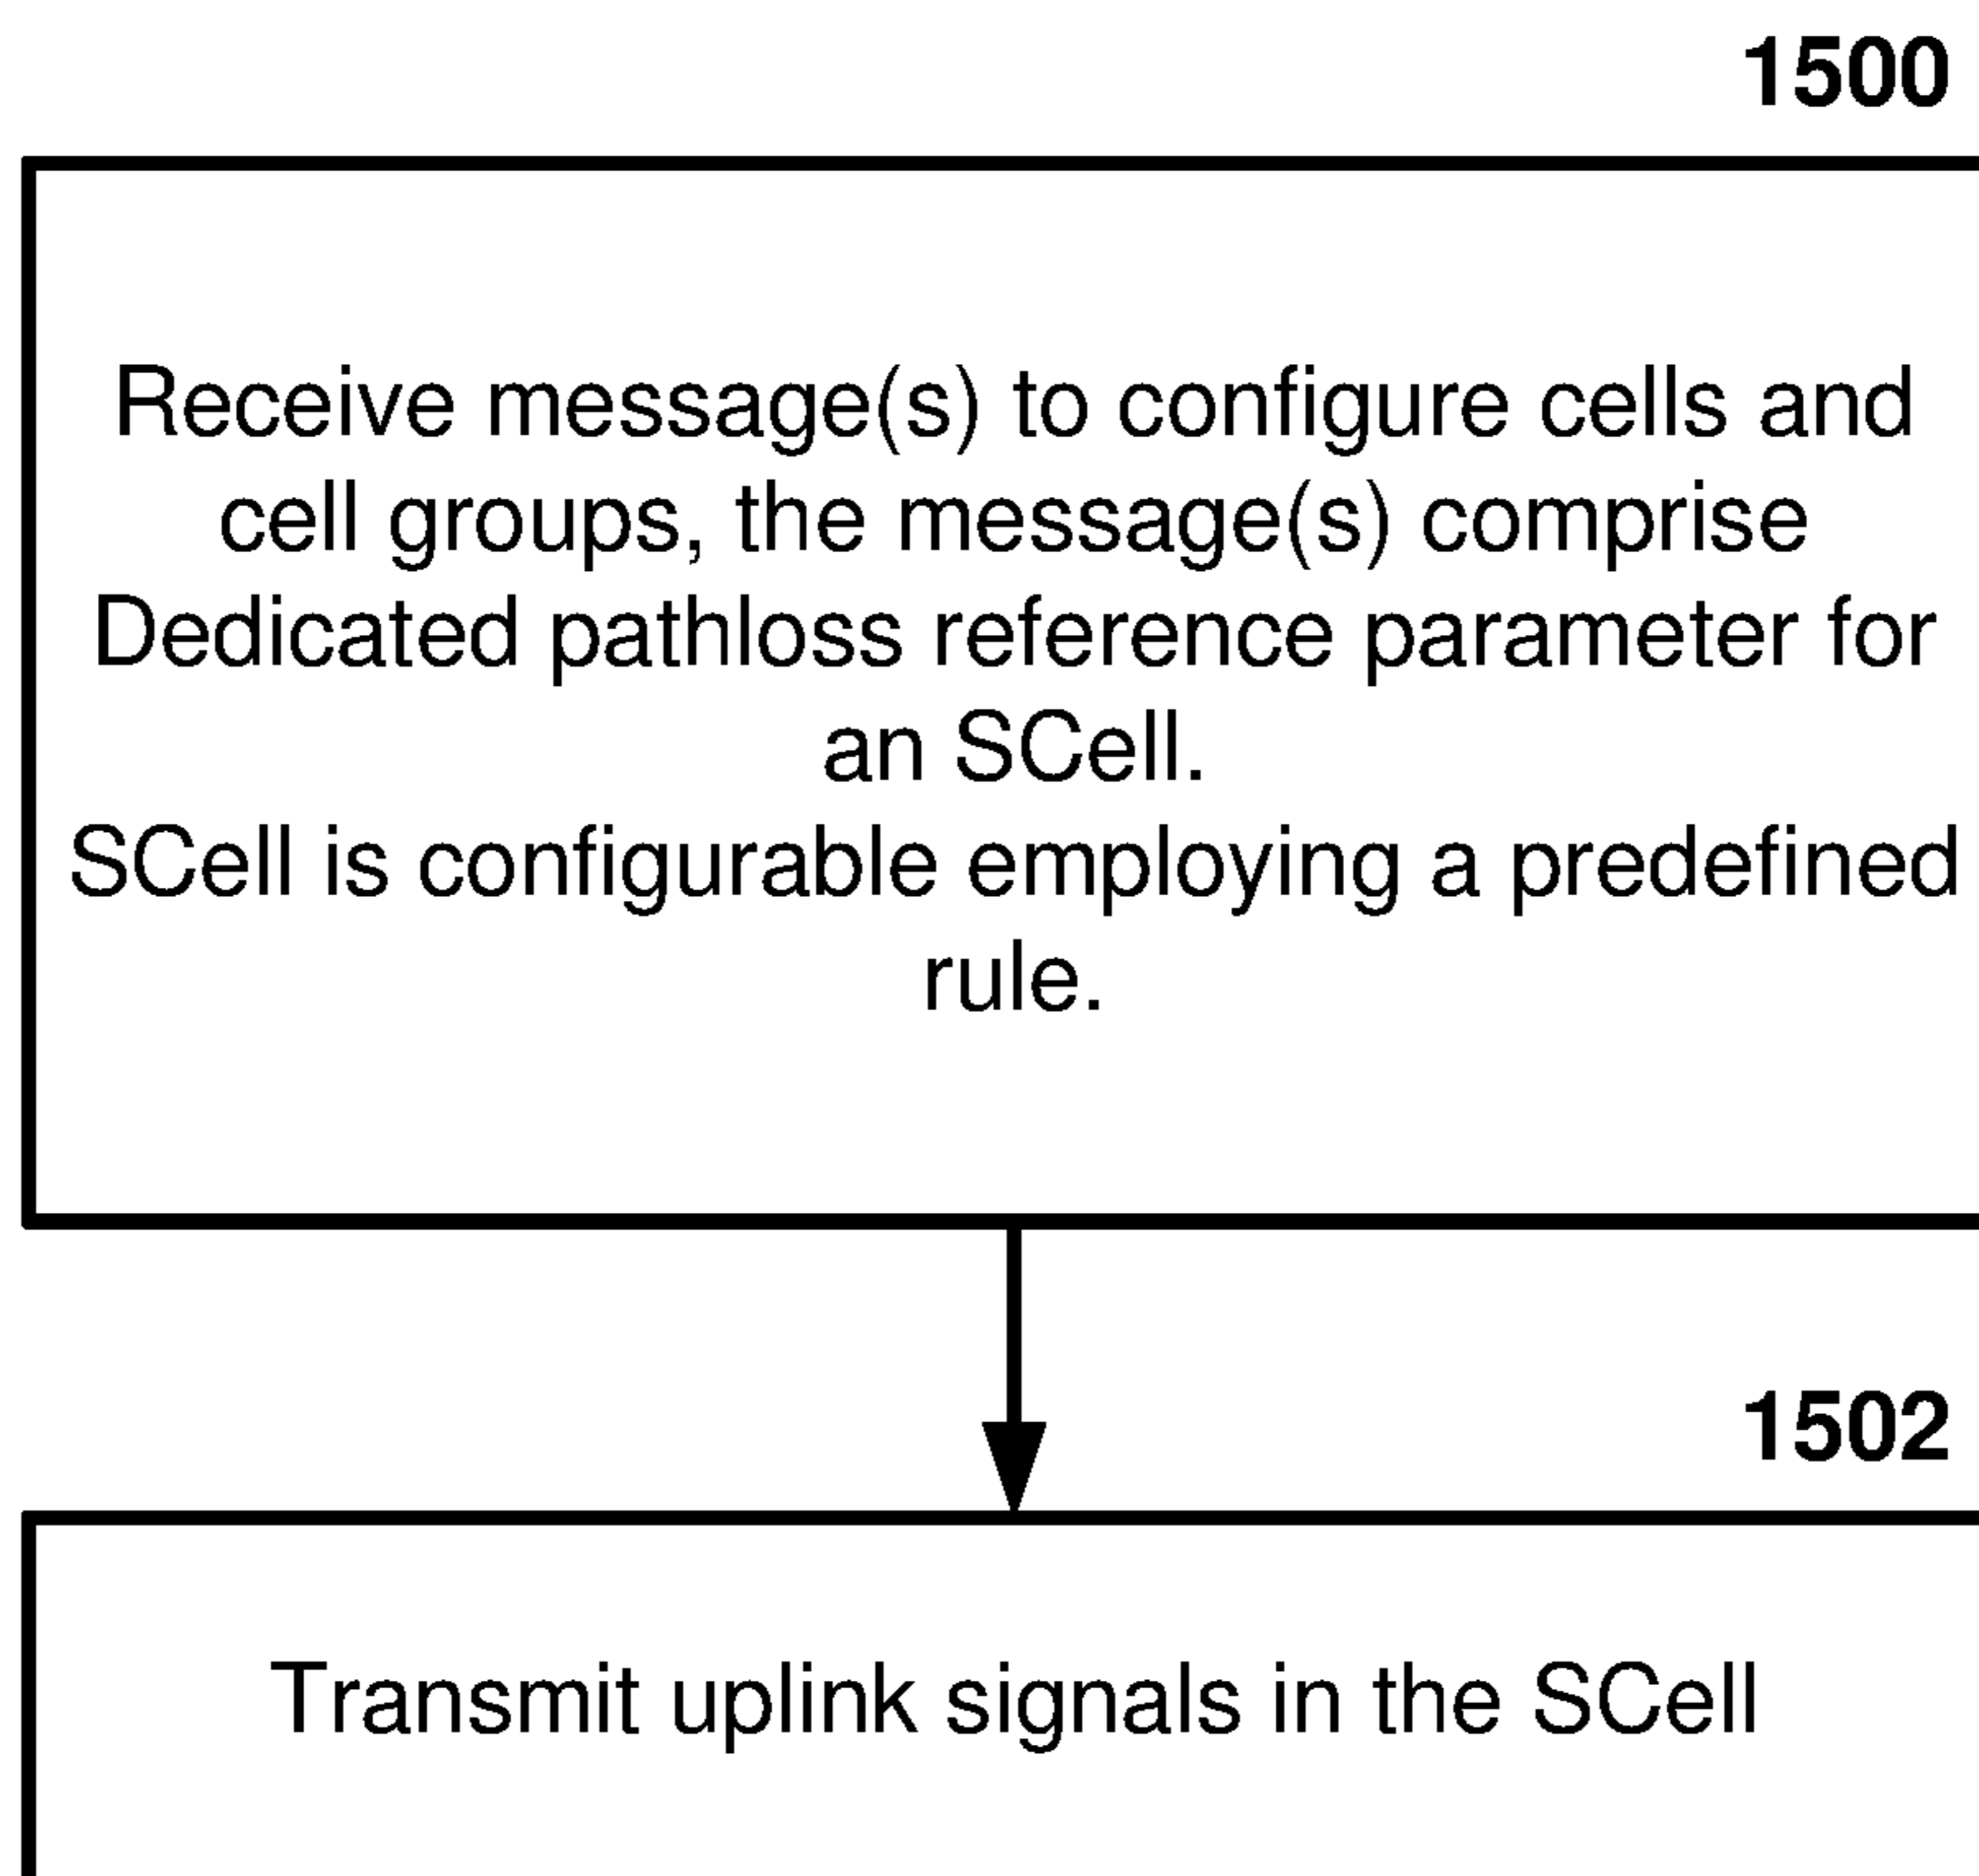 1500
Receive message(s) to configure cells and
cell groups, the message(s) comprise
Dedicated pathloss reference parameter for
an SCell.
SCell is configurable employing a predefined
rule.
1502
Transmit uplink signals in the SCell